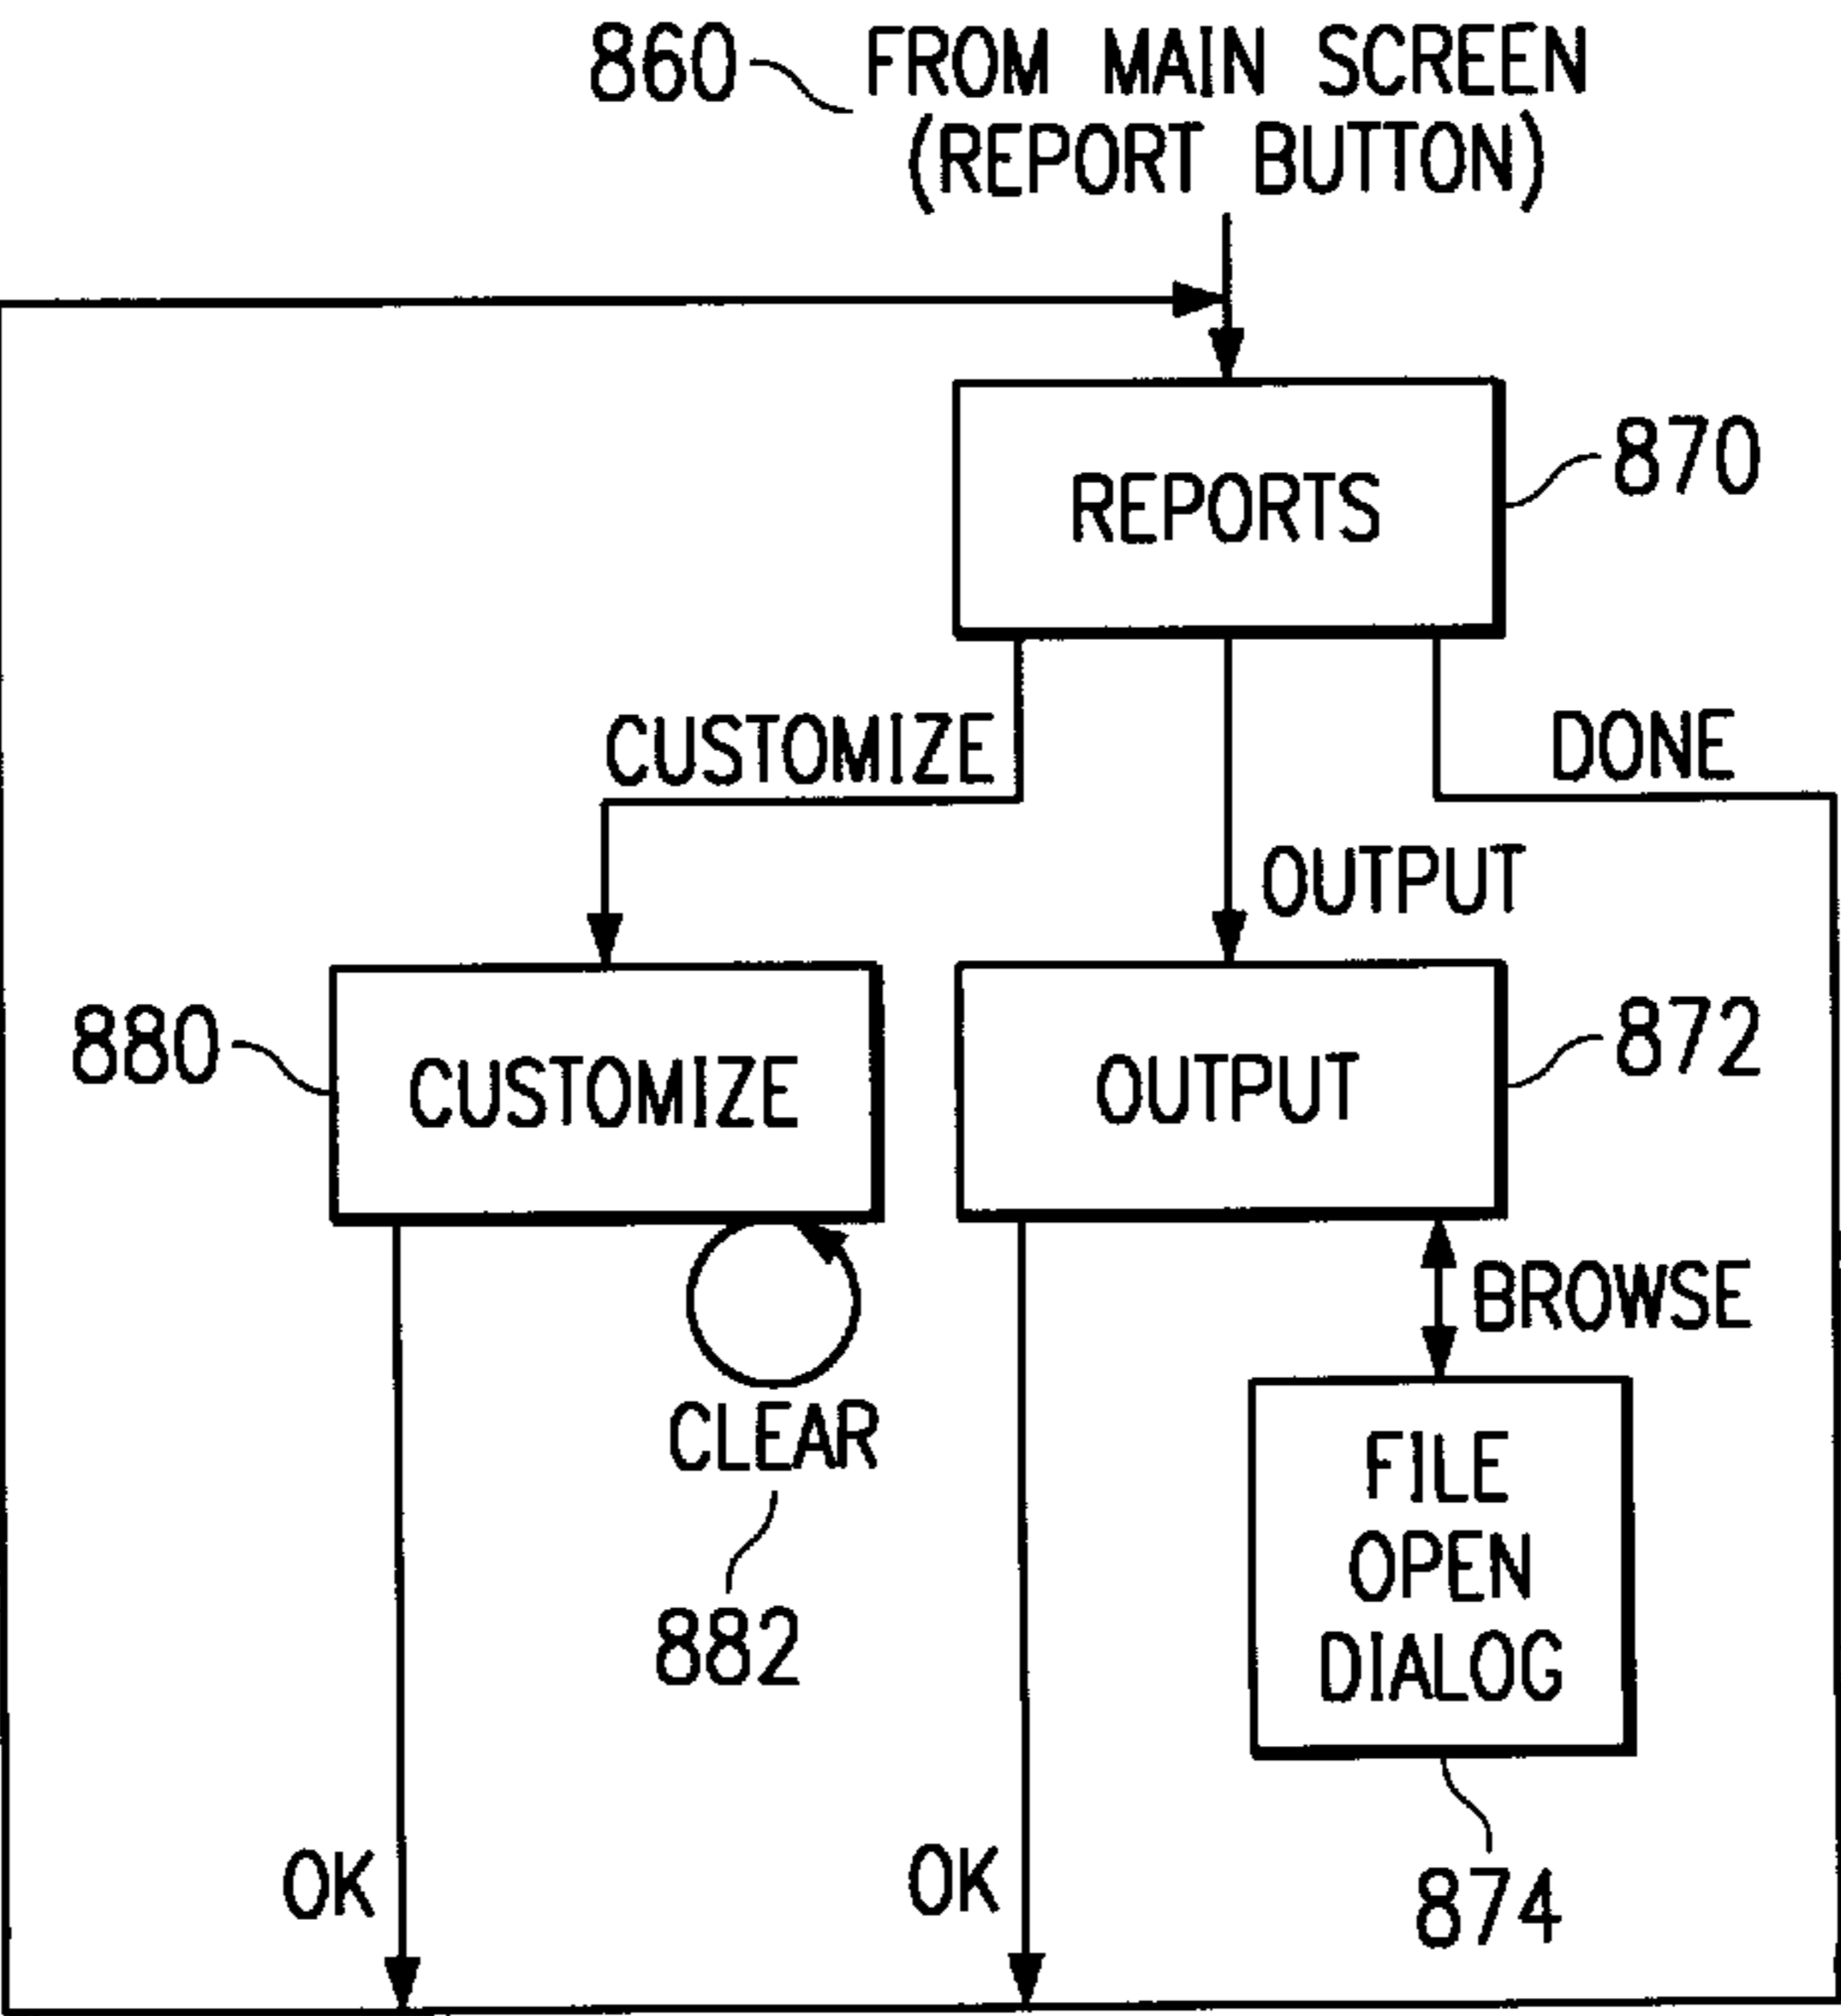 860 FROM MAIN SCREEN
(REPORT BUTTON)
REPORTS
870
CUSTOMIZE
DONE
OUTPUT
880
CUSTOMIZE
OUTPUT
872
BROWSE
CLEAR
882
FILE
OPEN
DIALOG
874
OK
OK